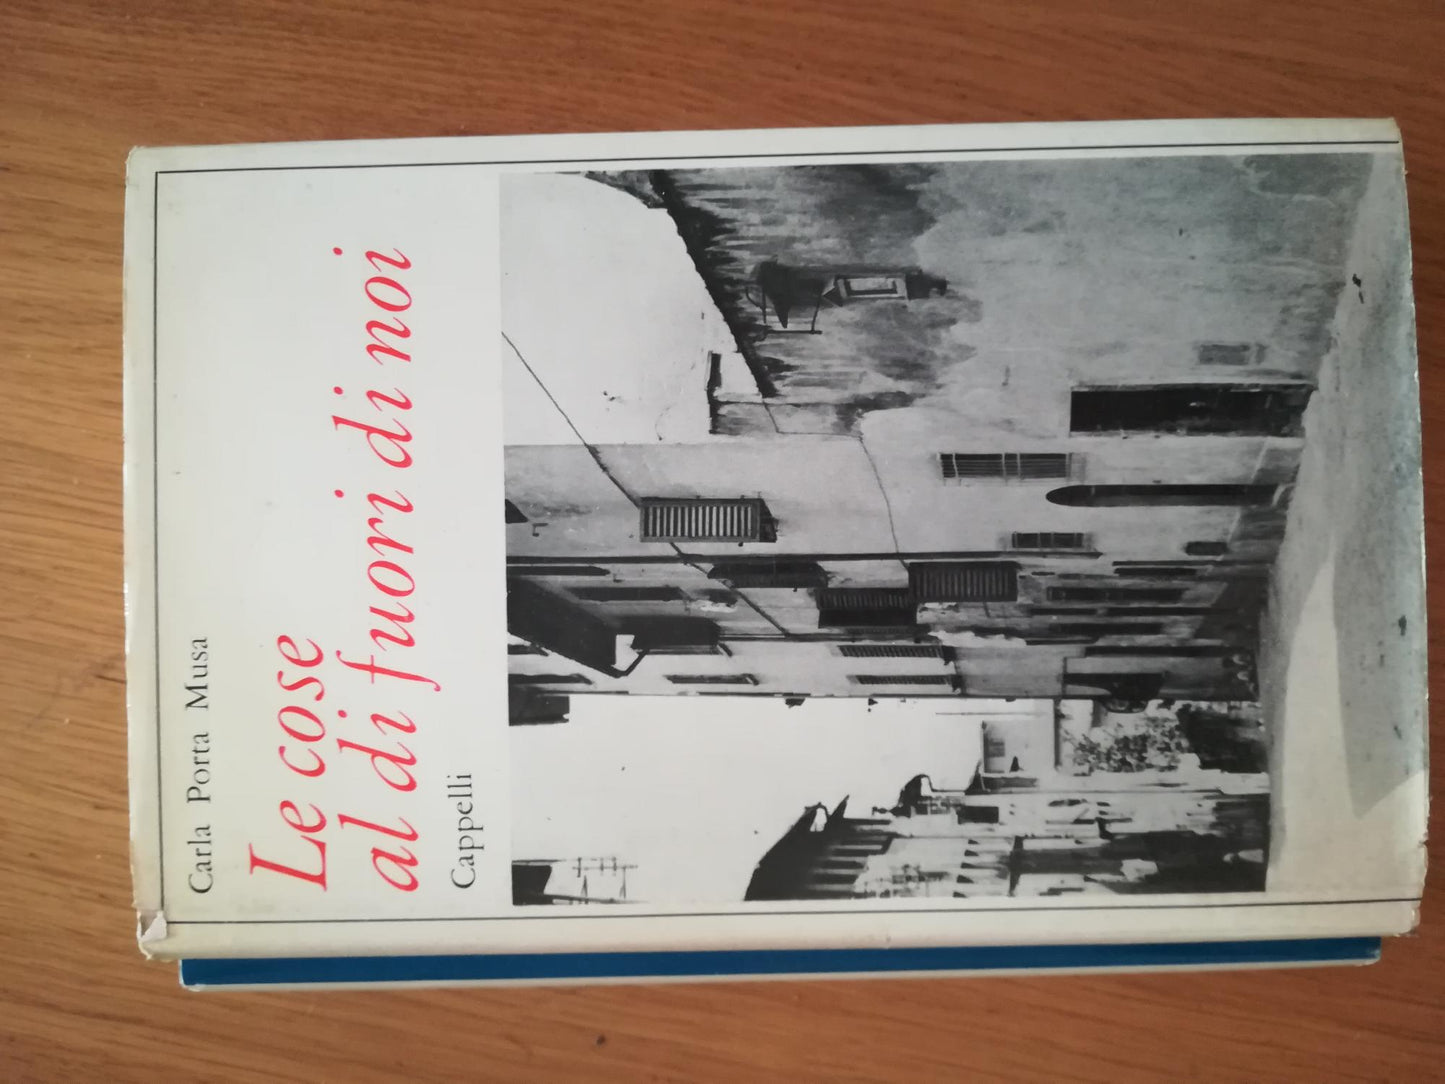 Carla Porta Musa
Le cose
al di fuori di noi
Cappelli